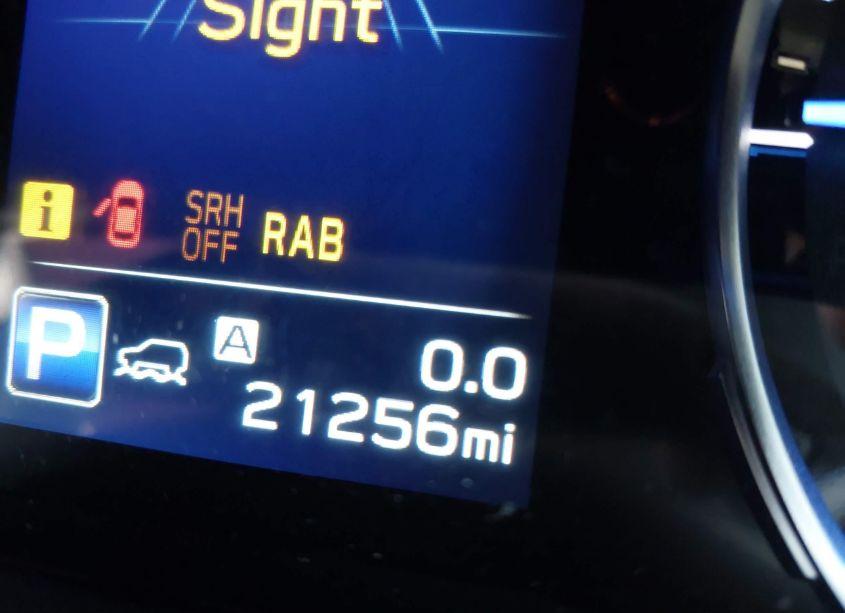 Sight
i
SRH
OFF RAB
P A 0.0
21256mi